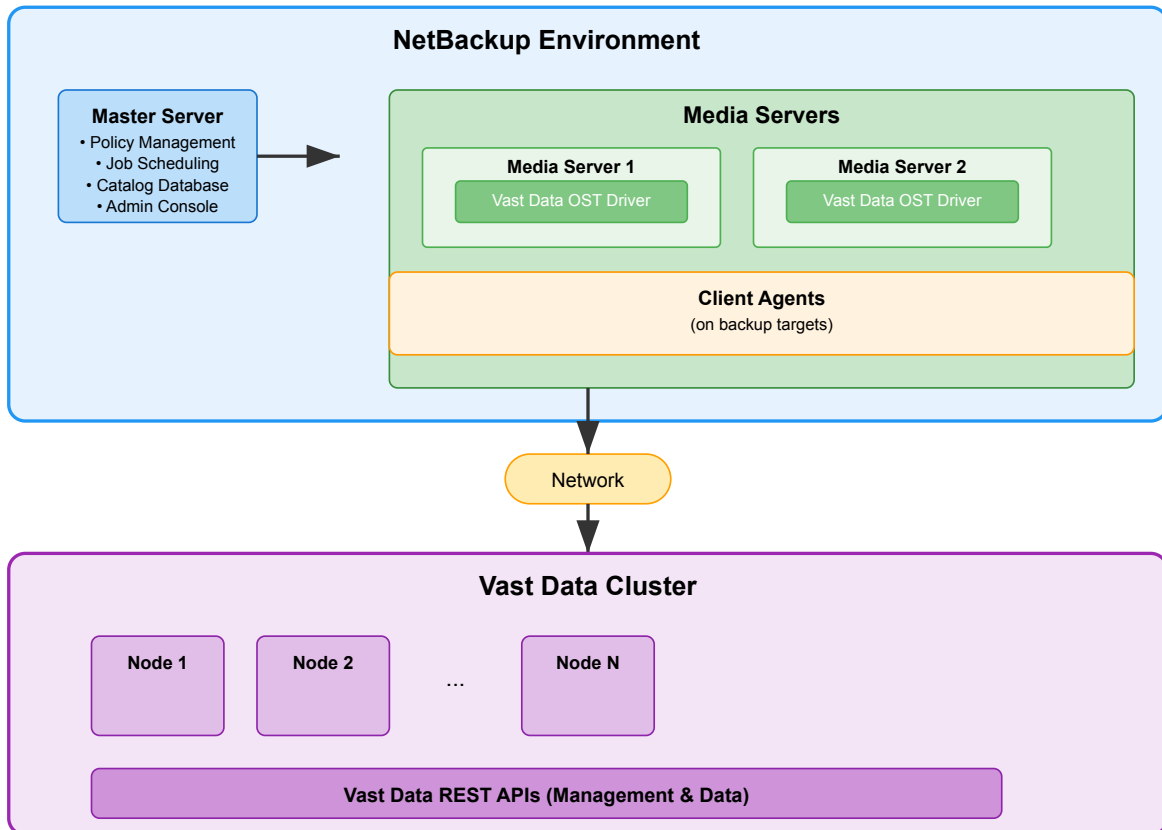 NetBackup Environment
Master Server
• Policy Management
• Job Scheduling
• Catalog Database
• Admin Console
Media Servers
Media Server 1
Vast Data OST Driver
Media Server 2
Vast Data OST Driver
Client Agents
(on backup targets)
Network
Vast Data Cluster
Node 1
Node 2
...
Node N
Vast Data REST APIs (Management & Data)